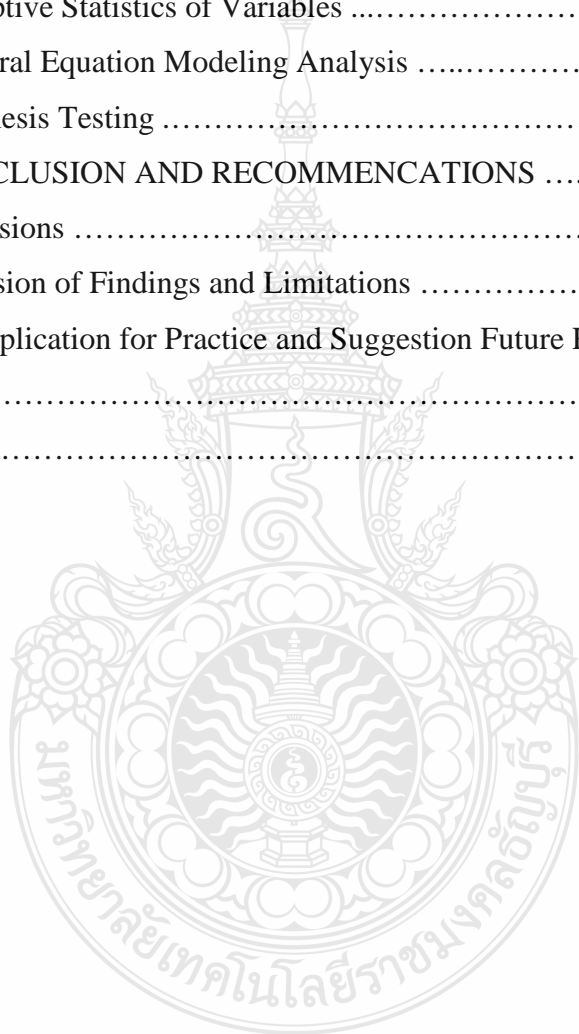 ptive Statistics of Variables ...……………………
ral Equation Modeling Analysis …..………………
nesis Testing ………………………………………
CLUSION AND RECOMMENCATIONS ….
sions ………………………………………………
sion of Findings and Limitations ………………
plication for Practice and Suggestion Future
……………………………………………………
……………………………………………………
มหาวิทยาลัยเทคโนโลยีราชมงคลธัญบุรี